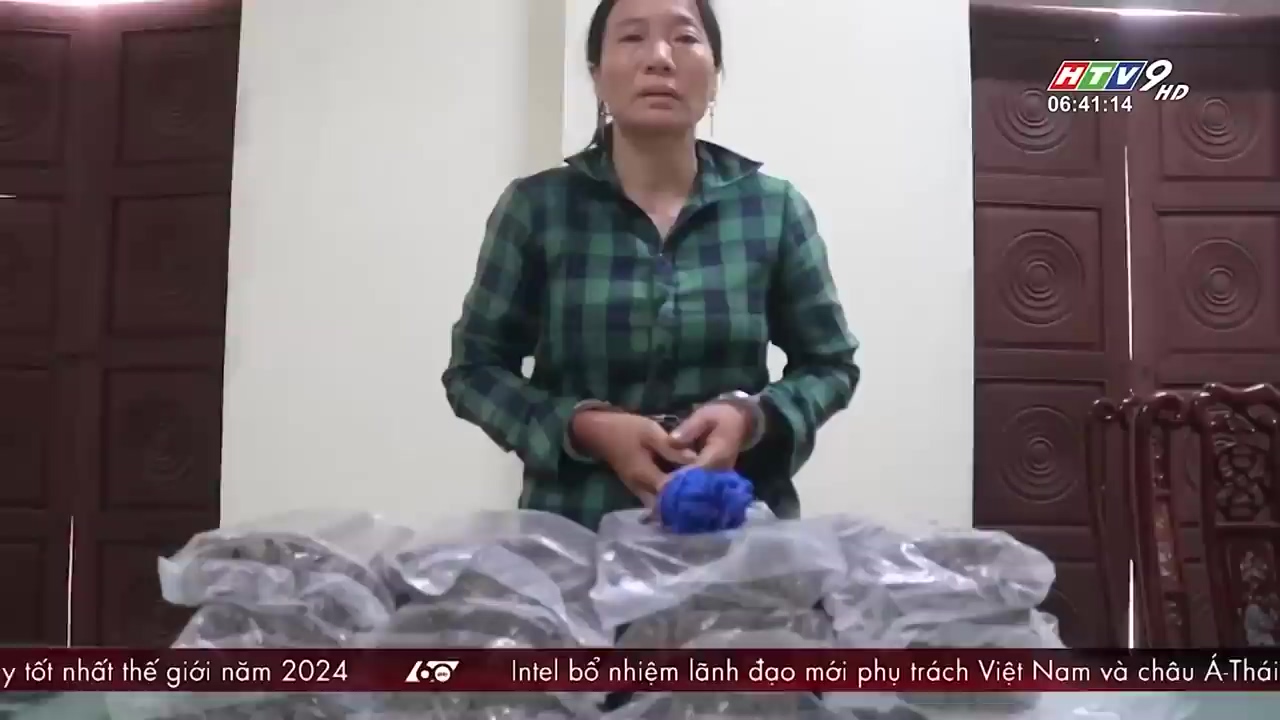 HTV9 HD
06:41:14
y tốt nhất thế giới năm 2024 60 Intel bổ nhiệm lãnh đạo mới phụ trách Việt Nam và châu Á-Thái